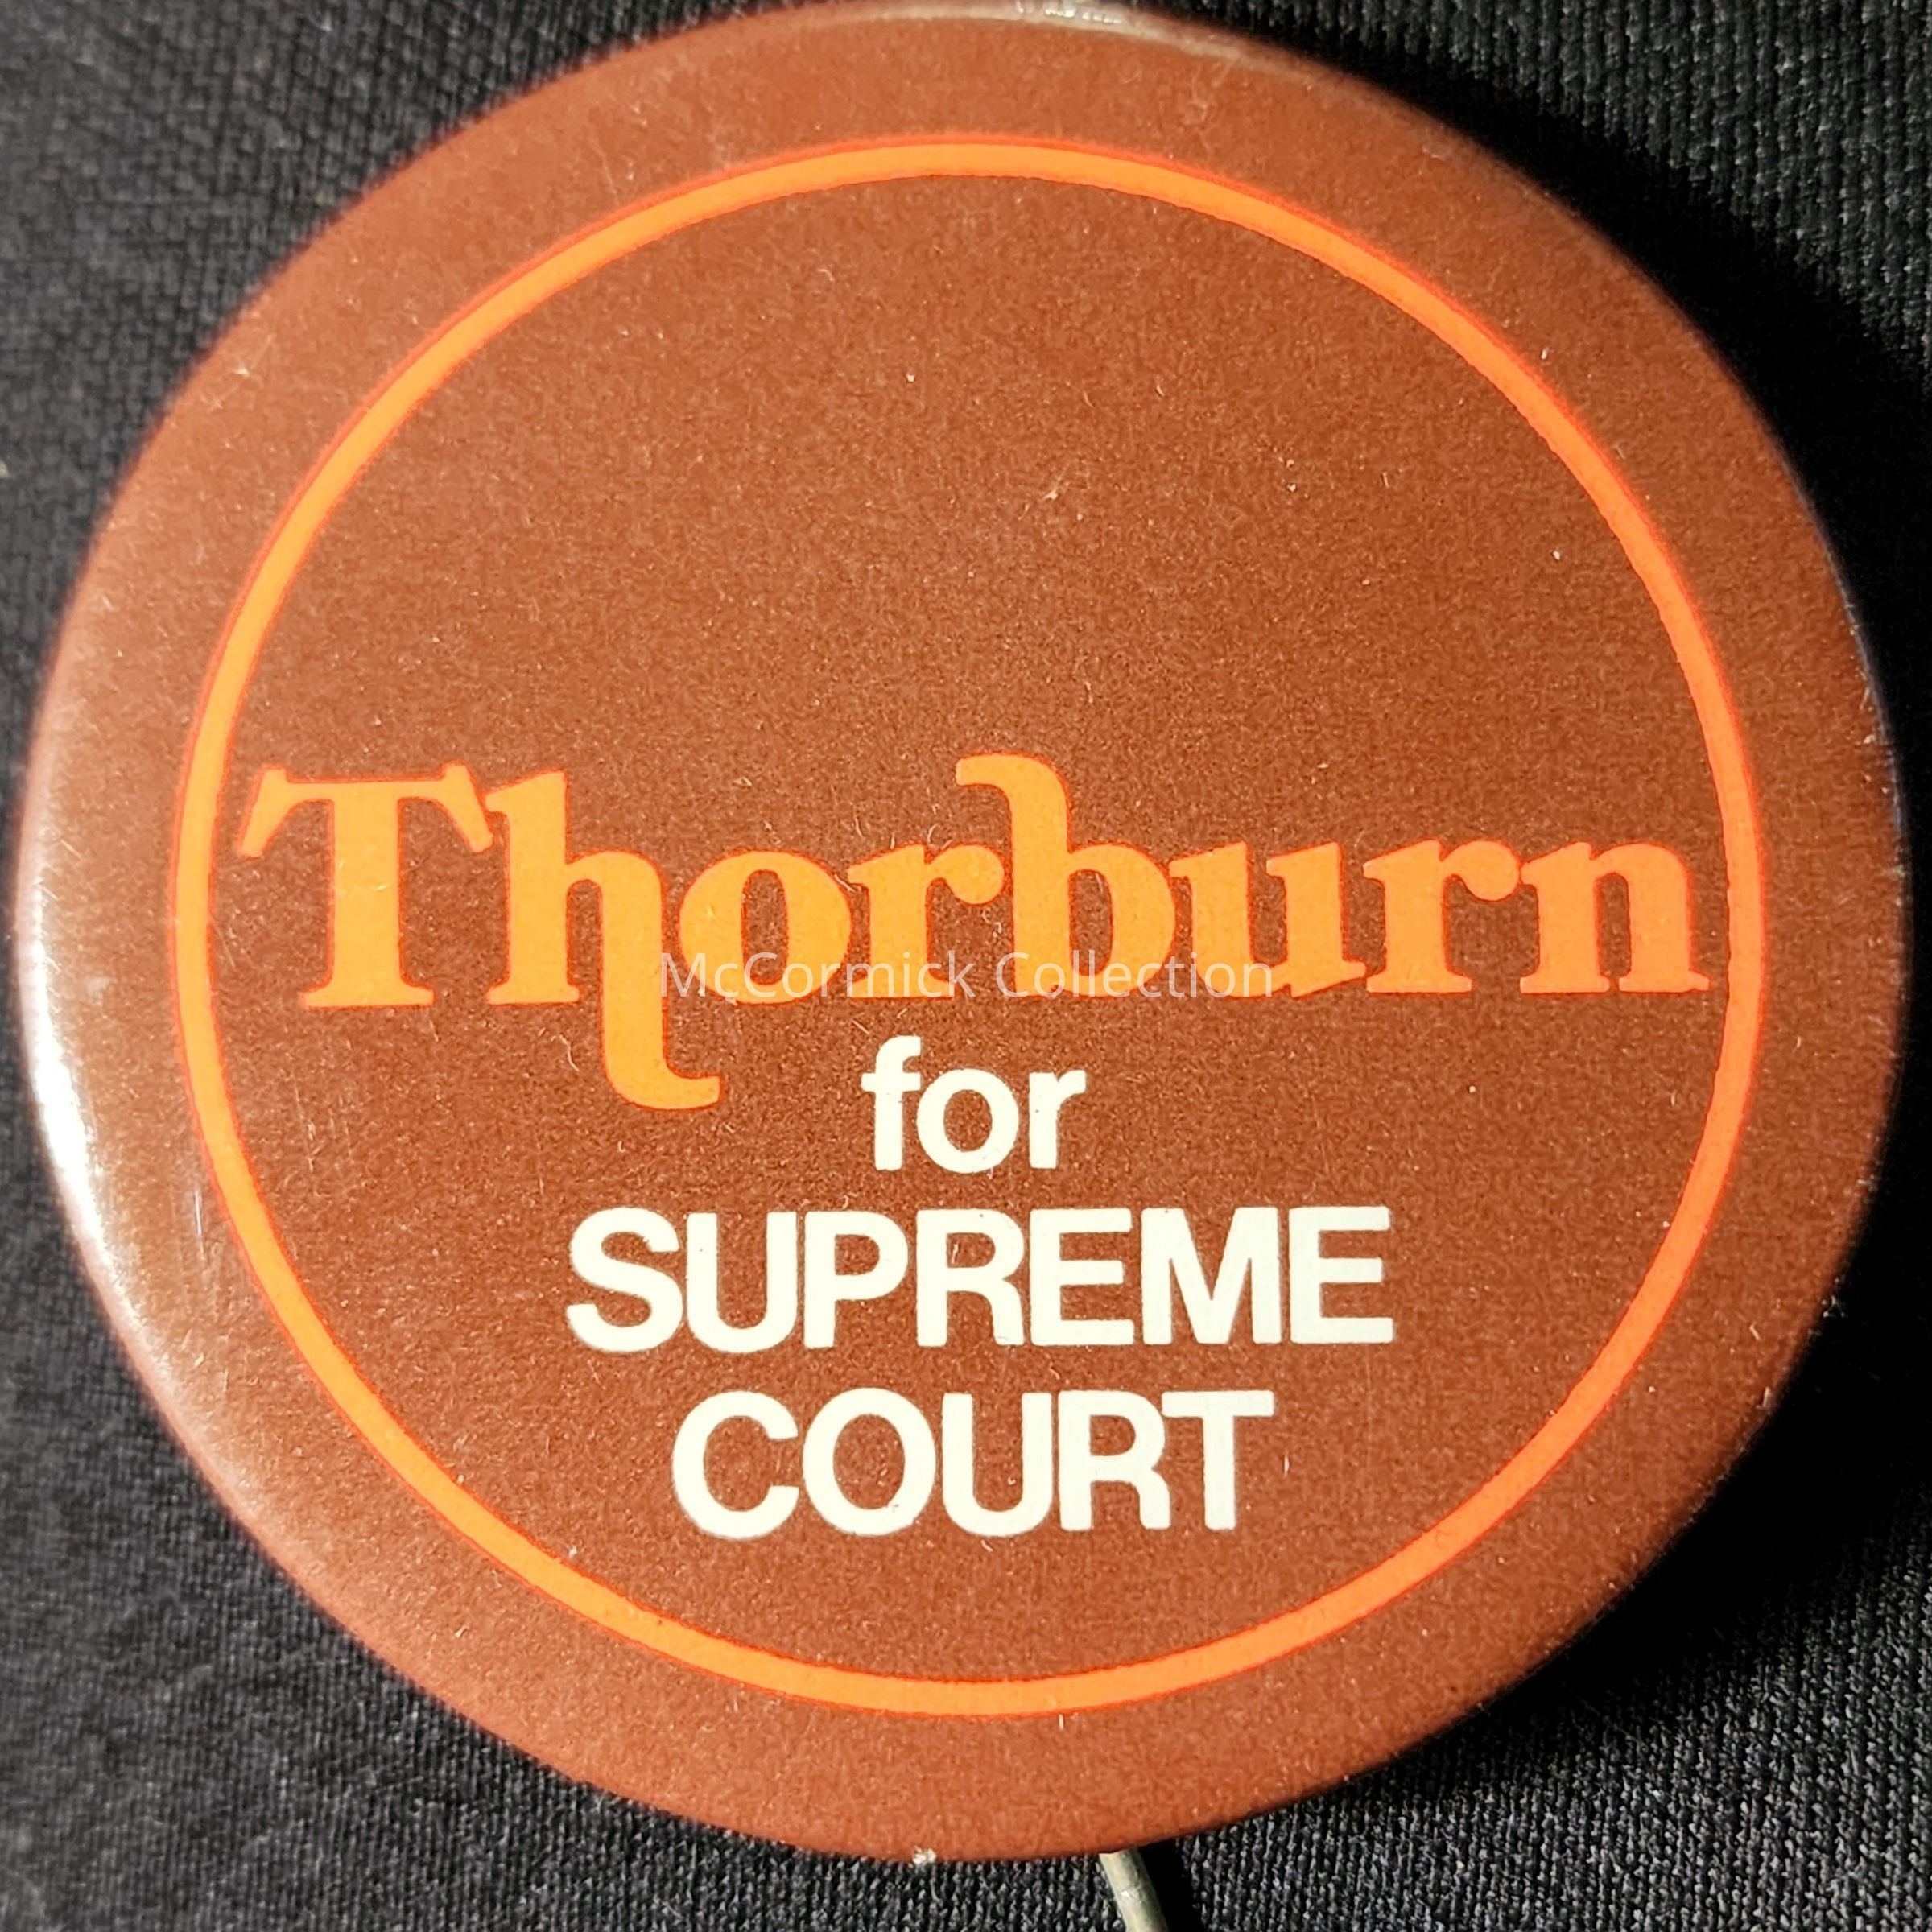 Thorburn
McCormick Collection
for
SUPREME
COURT